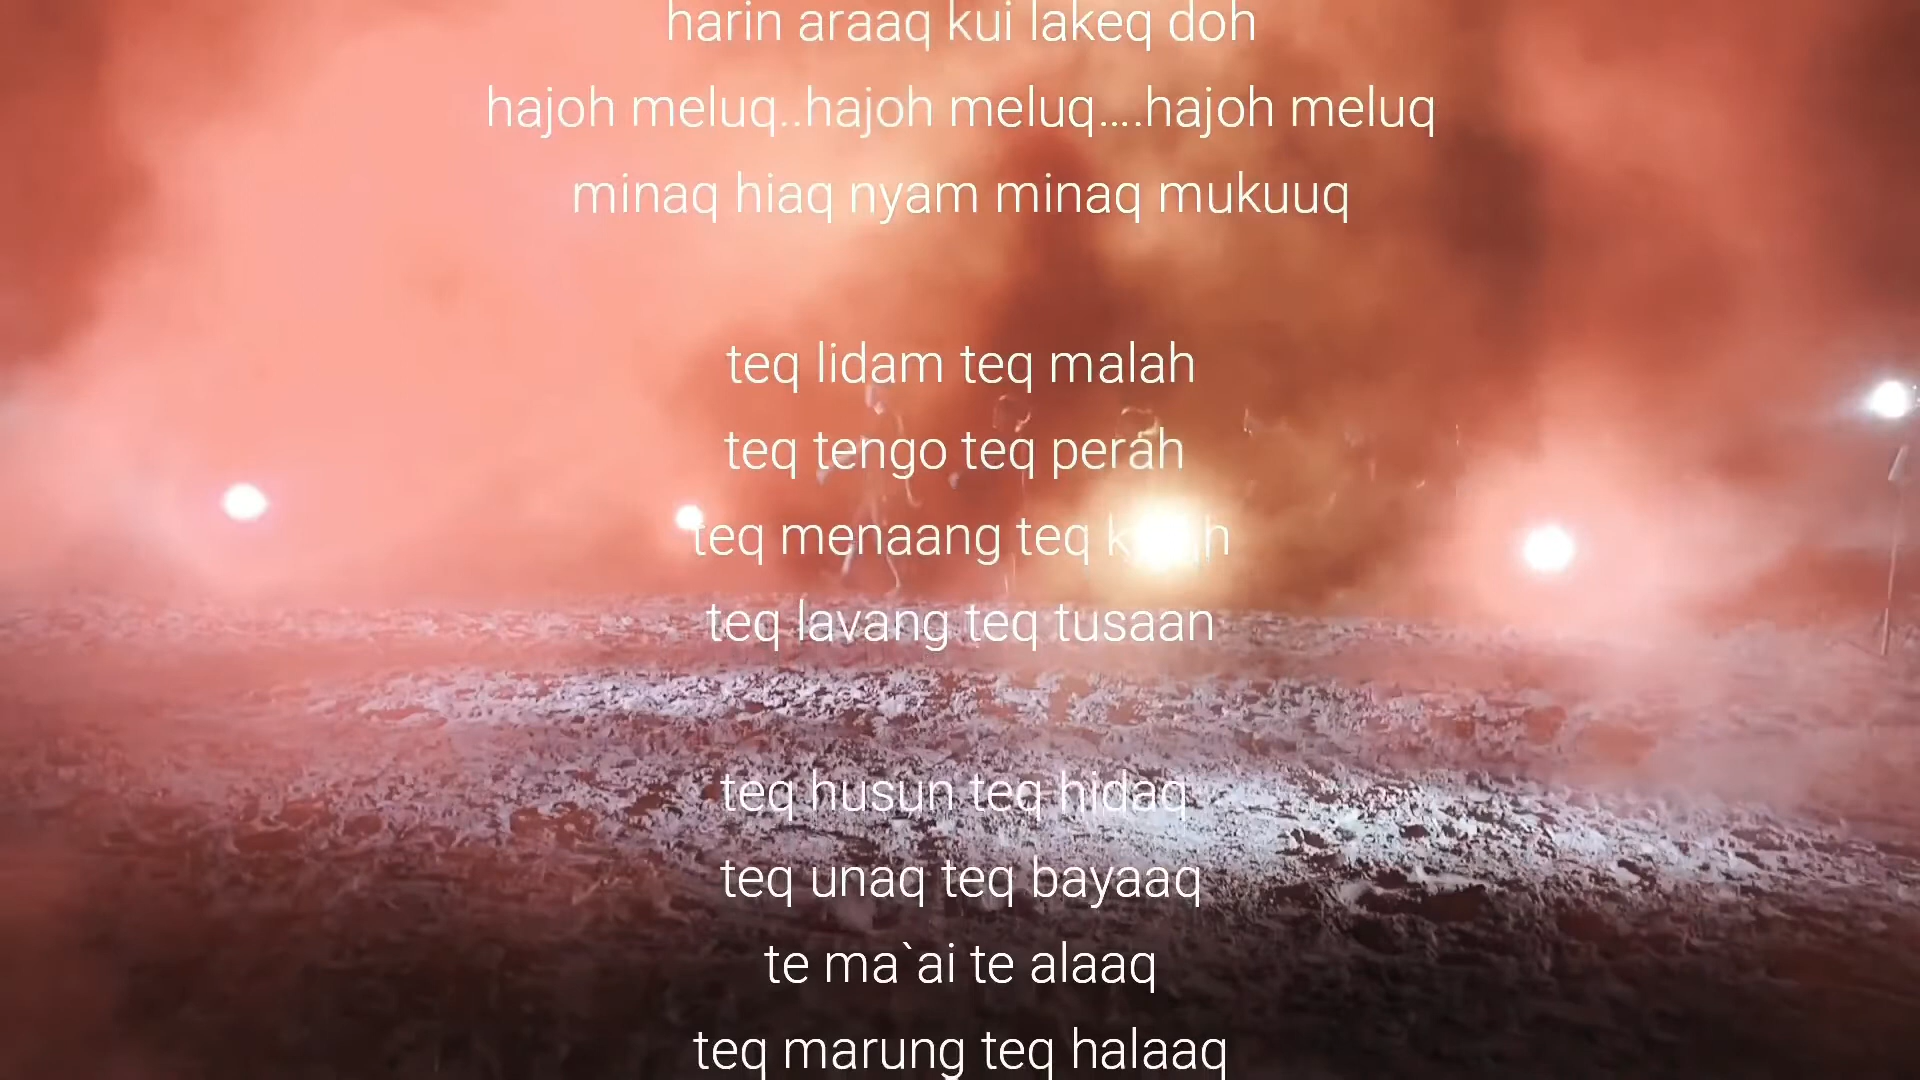 harin araaq kui lakeq doh
hajoh meluq..hajoh meluq....hajoh meluq
minaq hiaq nyam minaq mukuuq
teq lidam teq malah
teq tengo teq perah
teq menaang teq
teq lavang teq tusaan
teq husun teq hidaq
teq unaq teq bayaaq
te ma`ai te alaaq
teq marung teq halaaq